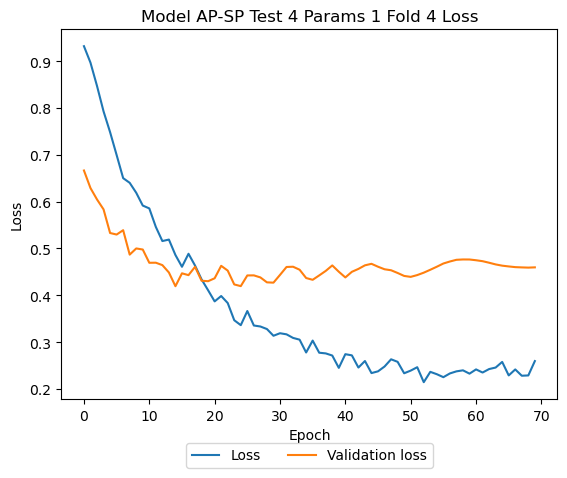 Model AP-SP Test 4 Params 1 Fold 4 Loss
0.9
0.8
0.7
0.6
0.5
0.4
0.3
0.2
Loss
0 10 20 30 40 50 60 70
Epoch
Loss Validation loss